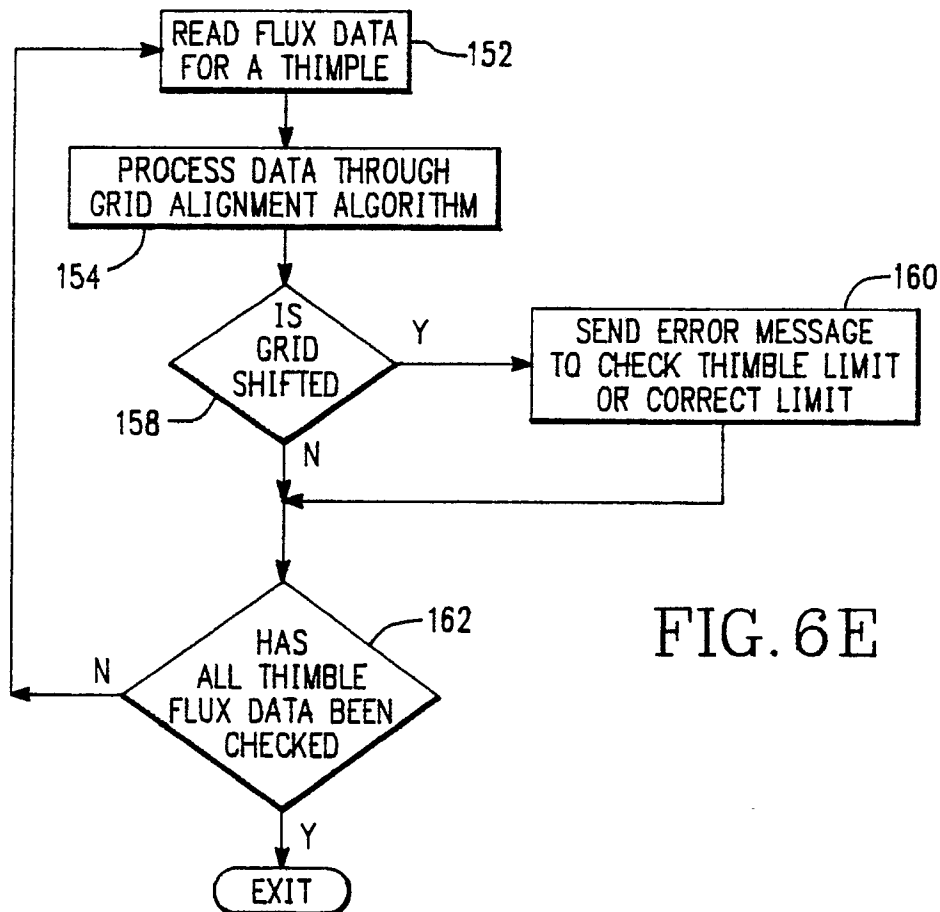 READ FLUX DATA
FOR A THIMPLE
152
PROCESS DATA THROUGH
GRID ALIGNMENT ALGORITHM
154
IS
GRID
SHIFTED
158
Y
N
160
SEND ERROR MESSAGE
TO CHECK THIMBLE LIMIT
OR CORRECT LIMIT
162
HAS
ALL THIMBLE
FLUX DATA BEEN
CHECKED
N
Y
EXIT
FIG. 6E